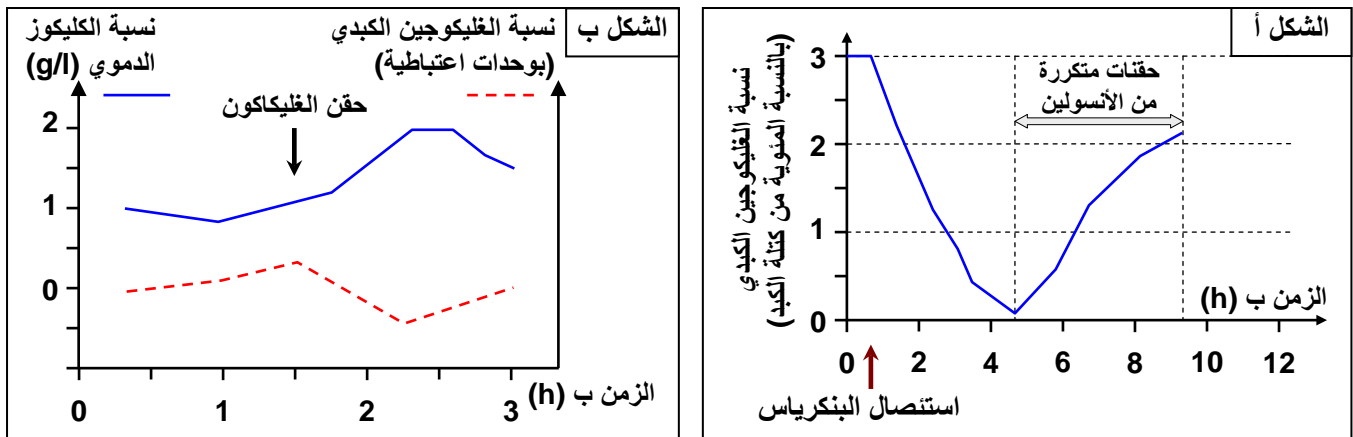 الشكل أ
نسبة الغليكوجين الكبدي
(بالنسبة المئوية من كتلة الكبد)
3
2
1
0
حقنات متكررة
من الأنسولين
الزمن ب (h)
0 2 4 6 8 10 12
استئصال البنكرياس
الشكل ب
نسبة الغليكوجين الكبدي
(بوحدات اعتباطية)
نسبة الكليكوز
الدموي (g/l)
حقن الغليكاكون
2
1
0
0 1 2 3
الزمن ب (h)